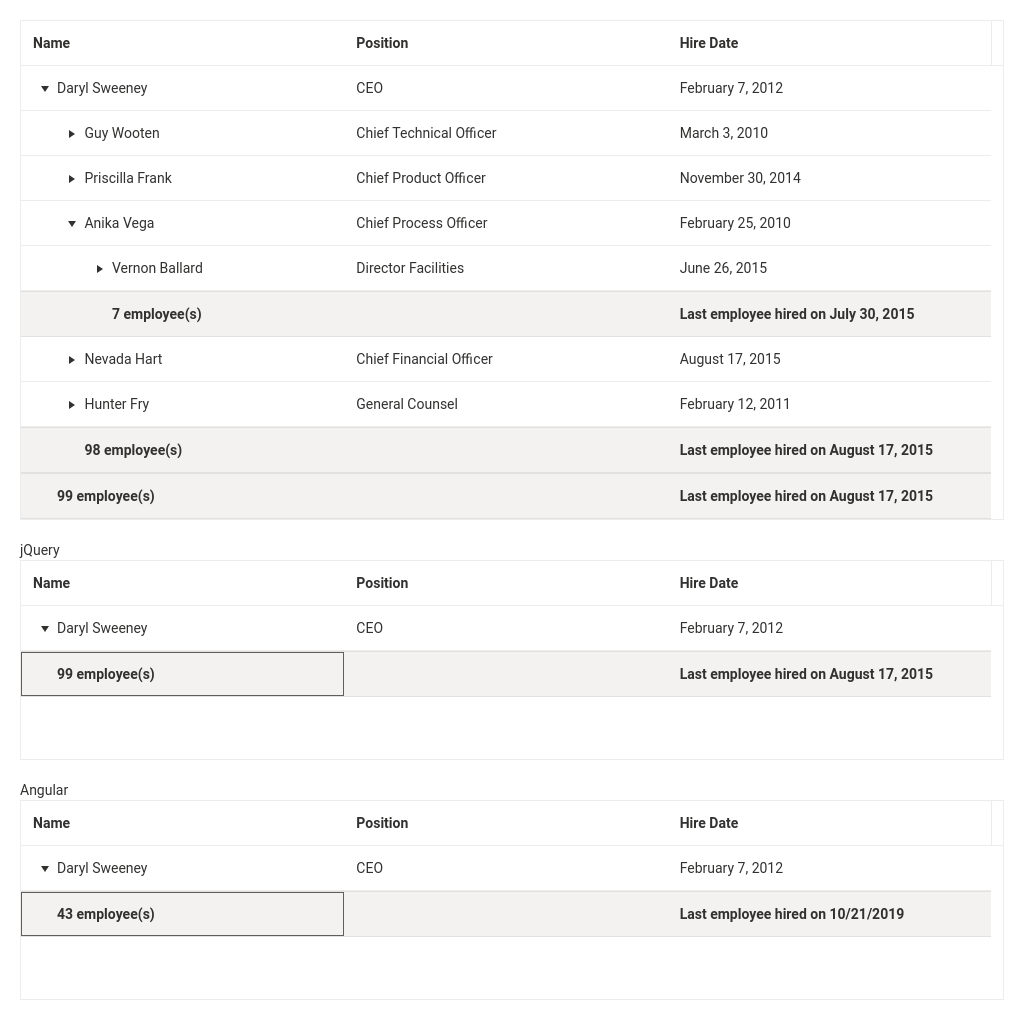 Name Position Hire Date
Daryl Sweeney CEO February 7, 2012
Guy Wooten Chief Technical Officer March 3, 2010
Priscilla Frank Chief Product Officer November 30, 2014
Anika Vega Chief Process Officer February 25, 2010
Vernon Ballard Director Facilities June 26, 2015
7 employee(s) Last employee hired on July 30, 2015
Nevada Hart Chief Financial Officer August 17, 2015
Hunter Fry General Counsel February 12, 2011
98 employee(s) Last employee hired on August 17, 2015
99 employee(s) Last employee hired on August 17, 2015
jQuery
Name Position Hire Date
Daryl Sweeney CEO February 7, 2012
99 employee(s) Last employee hired on August 17, 2015
Angular
Name Position Hire Date
Daryl Sweeney CEO February 7, 2012
43 employee(s) Last employee hired on 10/21/2019